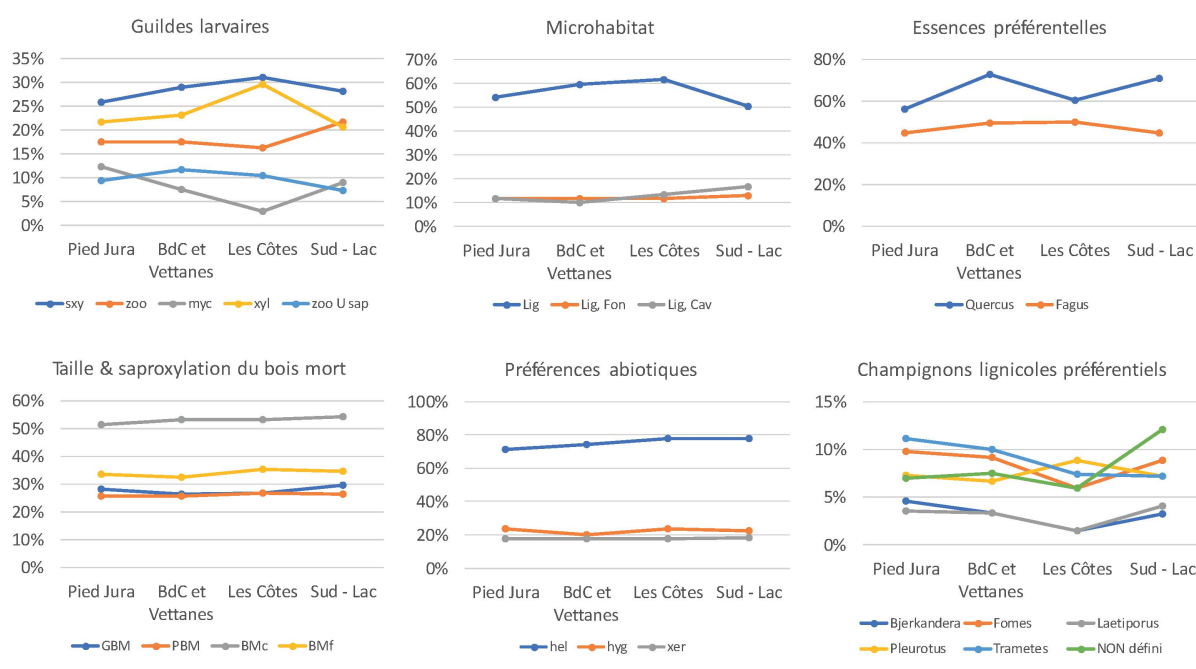 Guildes larvaires
35%
30%
25%
20%
15%
10%
5%
0%
Pied Jura BdC et Les Côtes Sud - Lac
Vettanes
sxy zoo myc xyl zoo U sap
Microhabitat
70%
60%
50%
40%
30%
20%
10%
0%
Pied Jura BdC et Les Côtes Sud - Lac
Vettanes
Lig Lig, Fon Lig, Cav
Essences préférentielles
80%
60%
40%
20%
0%
Pied Jura BdC et Les Côtes Sud - Lac
Vettanes
Quercus Fagus
Taille & saproxylation du bois mort
60%
50%
40%
30%
20%
10%
0%
Pied Jura BdC et Les Côtes Sud - Lac
Vettanes
GBM PBM BMc BMf
Préférences abiotiques
100%
80%
60%
40%
20%
0%
Pied Jura BdC et Les Côtes Sud - Lac
Vettanes
hel hyg xer
Champignons lignicoles préférentiels
15%
10%
5%
0%
Pied Jura BdC et Les Côtes Sud - Lac
Vettanes
Bjerkandera Fomes Laetiporus
Pleurotus Trametes NON défini